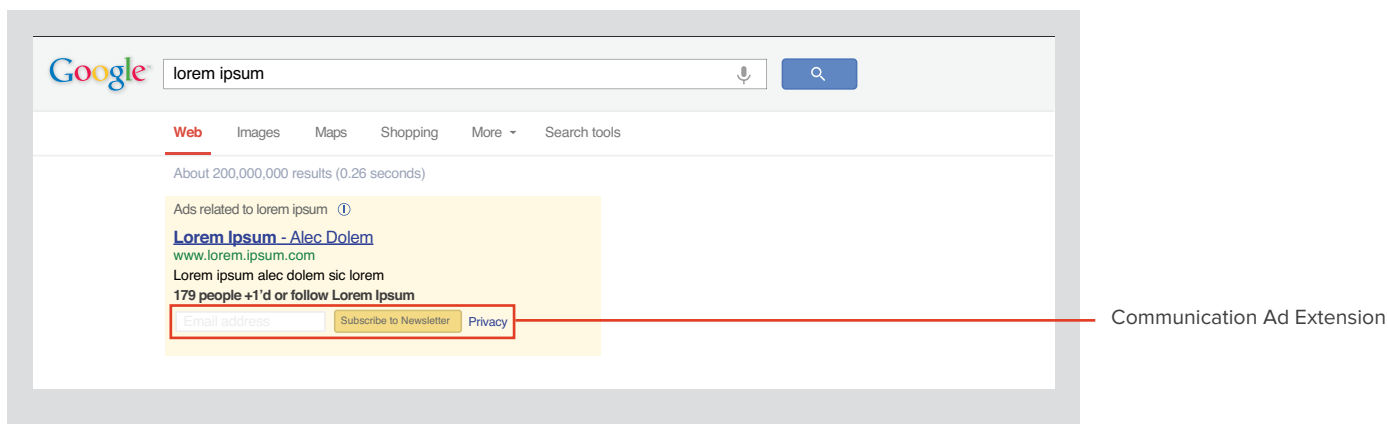 Google™
lorem ipsum
Web Images Maps Shopping More Search tools
About 200,000,000 results (0.26 seconds)
Ads related to lorem ipsum
Lorem Ipsum - Alec Dolem
www.lorem.ipsum.com
Lorem ipsum alec dolem sic lorem
179 people +1'd or follow Lorem Ipsum
Email address Subscribe to Newsletter Privacy
Communication Ad Extension